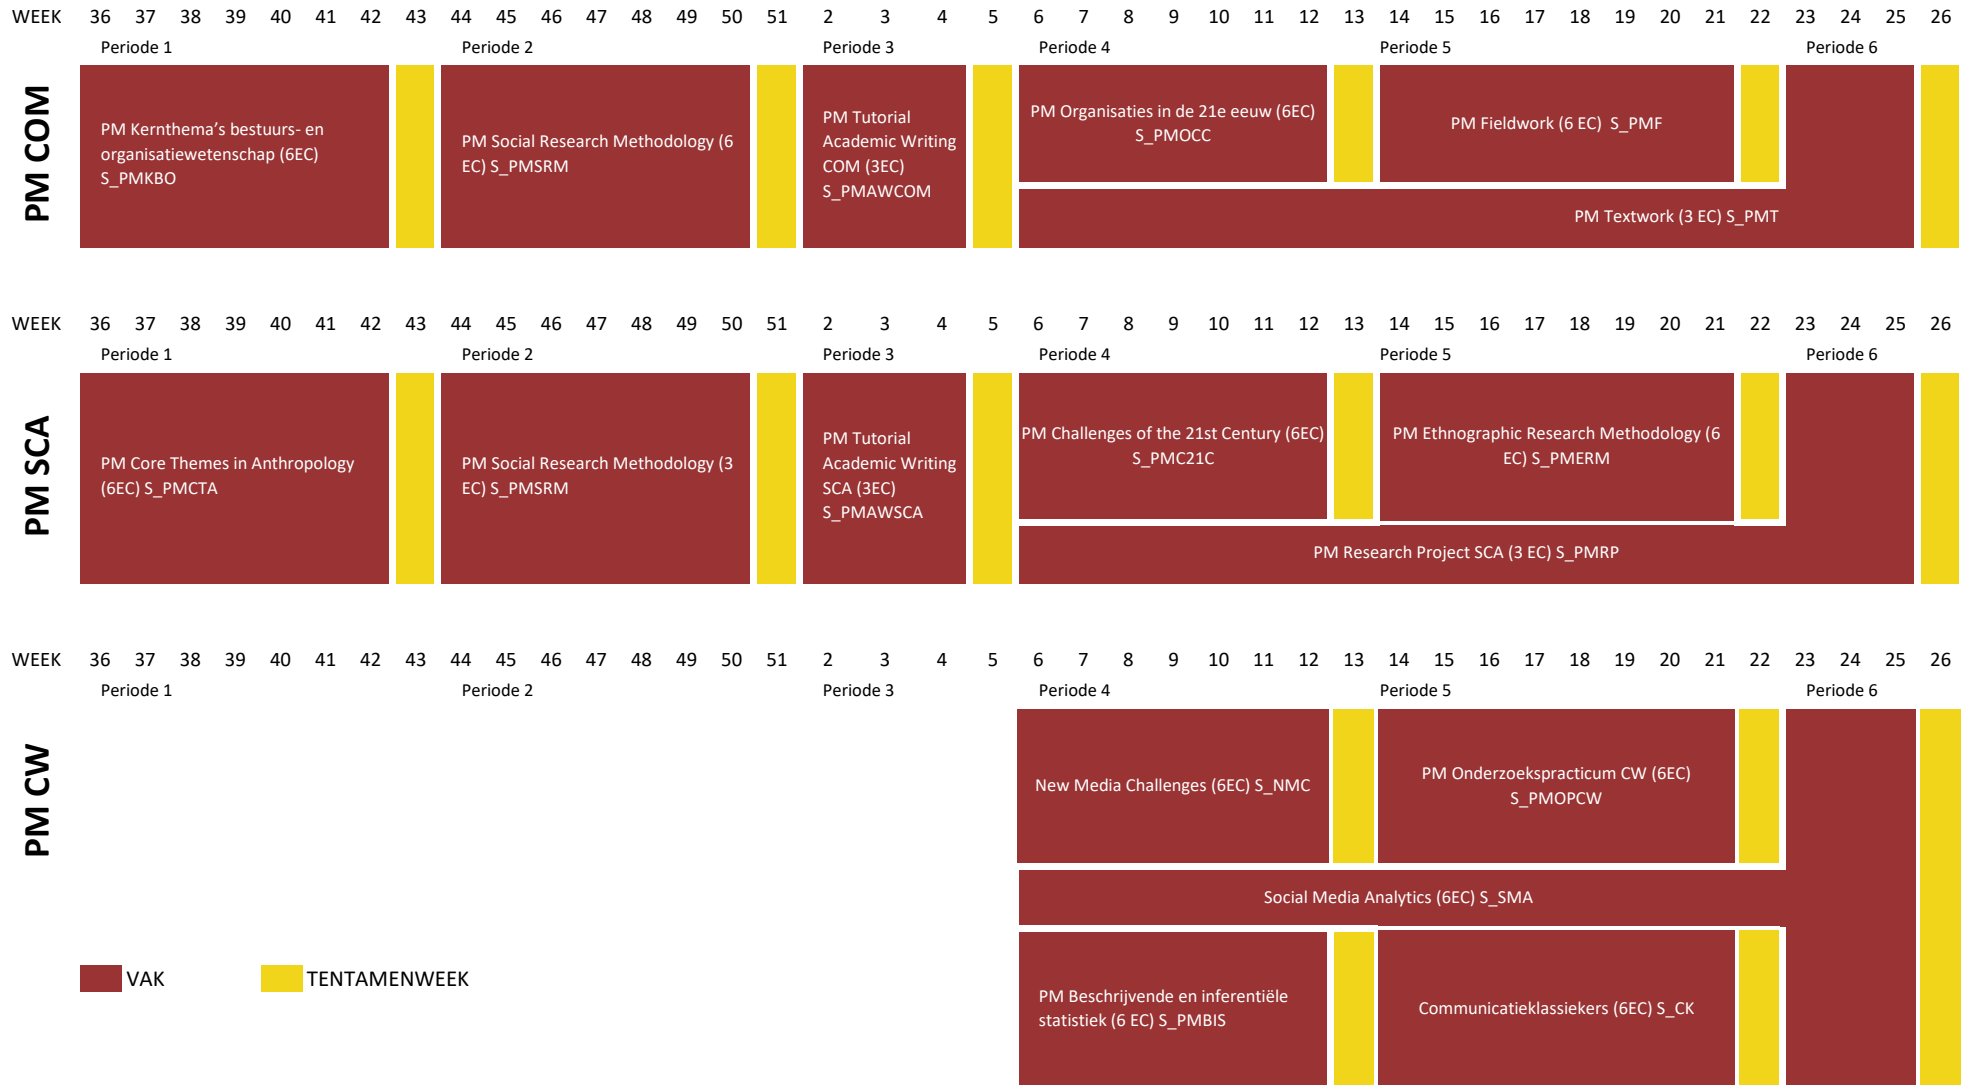 WEEK 36 37 38 39 40 41 42 43 44 45 46 47 48 49 50 51 2 3 4 5 6 7 8 9 10 11 12 13 14 15 16 17 18 19 20 21 22 23 24 25 26
Periode 1 Periode 2 Periode 3 Periode 4 Periode 5 Periode 6
PM COM
PM Kernthema's bestuurs- en
organisatiewetenschap (6EC)
S_PMKBO
PM Social Research Methodology (6
EC) S_PMSRM
PM Tutorial
Academic Writing
COM (3EC)
S_PMAWCOM
PM Organisaties in de 21e eeuw (6EC)
S_PMOCC
PM Fieldwork (6 EC) S_PMF
PM Textwork (3 EC) S_PMT
WEEK 36 37 38 39 40 41 42 43 44 45 46 47 48 49 50 51 2 3 4 5 6 7 8 9 10 11 12 13 14 15 16 17 18 19 20 21 22 23 24 25 26
Periode 1 Periode 2 Periode 3 Periode 4 Periode 5 Periode 6
PM SCA
PM Core Themes in Anthropology
(6EC) S_PMCTA
PM Social Research Methodology (3
EC) S_PMSRM
PM Tutorial
Academic Writing
SCA (3EC)
S_PMAWSCA
PM Challenges of the 21st Century (6EC)
S_PMC21C
PM Ethnographic Research Methodology (6
EC) S_PMERM
PM Research Project SCA (3 EC) S_PMRP
WEEK 36 37 38 39 40 41 42 43 44 45 46 47 48 49 50 51 2 3 4 5 6 7 8 9 10 11 12 13 14 15 16 17 18 19 20 21 22 23 24 25 26
Periode 1 Periode 2 Periode 3 Periode 4 Periode 5 Periode 6
PM CW
New Media Challenges (6EC) S_NMC
PM Onderzoekspracticum CW (6EC)
S_PMOPCW
Social Media Analytics (6EC) S_SMA
PM Beschrijvende en inferentiële
statistiek (6 EC) S_PMBIS
Communicatieklassiekers (6EC) S_CK
VAK
TENTAMENWEEK